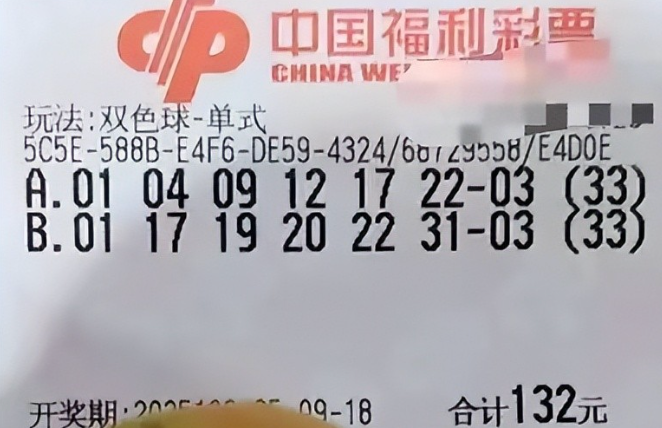 中国福利彩票
CHINA WE
玩法:双色球-单式
5C5E-588B-E4F6-DE59-4324/68729558/E4D0E
A.01 04 09 12 17 22-03 (33)
B.01 17 19 20 22 31-03 (33)
开奖期: 09-18 合计132元